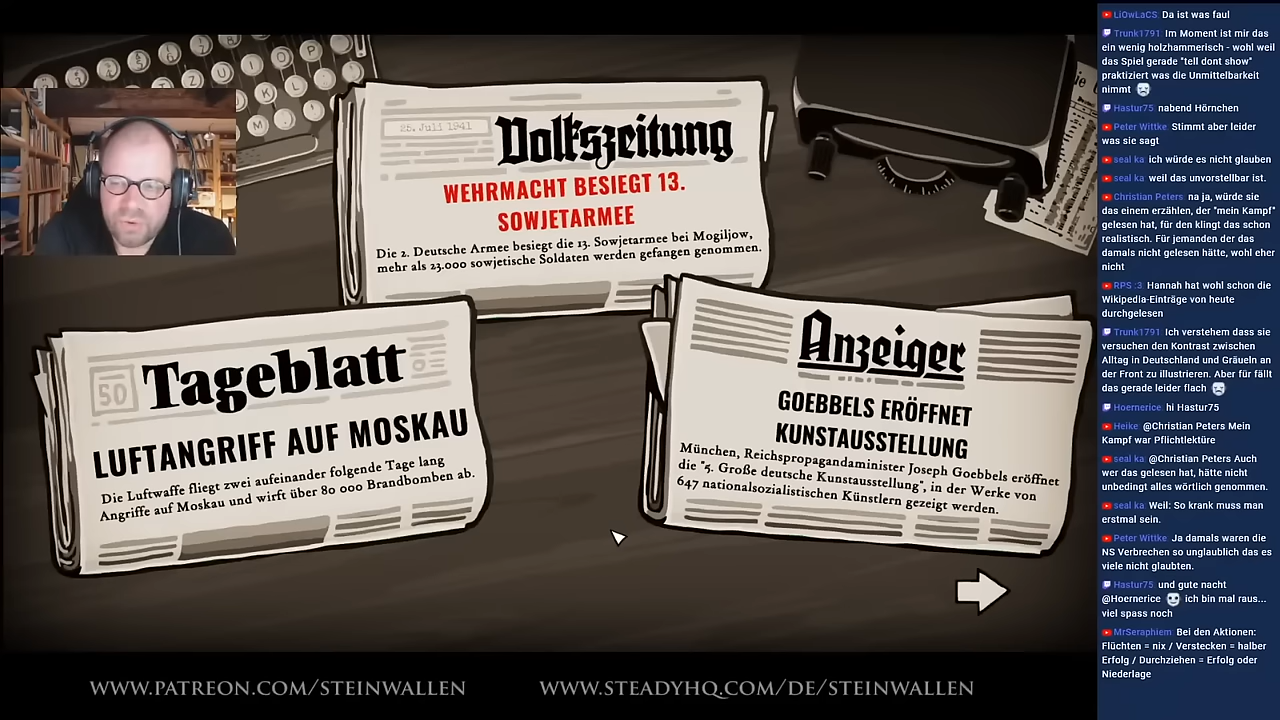 25. Juli 1941
Volkszeitung
WEHRMACHT BESIEGT 13.
SOWJETARMEE
Die 2. Deutsche Armee besiegt die 13. Sowjetarmee bei Mogiljow,
mehr als 23.000 sowjetische Soldaten werden gefangen genommen.
50
Tageblatt
LUFTANGRIFF AUF MOSKAU
Die Luftwaffe fliegt zwei aufeinander folgende Tage lang
Angriffe auf Moskau und wirft über 80 000 Brandbomben ab.
Anzeiger
GOEBBELS ERÖFFNET
KUNSTAUSSTELLUNG
München, Reichspropagandaminister Joseph Goebbels eröffnet
die "5. Große deutsche Kunstausstellung", in der Werke von
647 nationalsozialistischen Künstlern gezeigt werden.
WWW.PATREON.COM/STEINWALLEN
WWW.STEADYHQ.COM/DE/STEINWALLEN
LiOwLaCS: Da ist was faul
Trunk1791: Im Moment ist mir das
ein wenig holzhammerisch - wohl weil
das Spiel gerade "tell dont show"
praktiziert was die Unmittelbarkeit
nimmt
Hastur75: nabend Hörnchen
Peter Wittke: Stimmt aber leider
was sie sagt
seal ka: ich würde es nicht glauben
seal ka: weil das unvorstellbar ist.
Christian Peters: na ja, würde sie
das einem erzählen, der "mein Kampf"
gelesen hat, für den klingt das schon
realistisch. Für jemanden der das
damals nicht gelesen hätte, wohl eher
nicht
RPS :3: Hannah hat wohl schon die
Wikipedia-Einträge von heute
durchgelesen
Trunk1791: Ich verstehem dass sie
versuchen den Kontrast zwischen
Alltag in Deutschland und Gräueln an
der Front zu illustrieren. Aber für fällt
das gerade leider flach
Hoernerice: hi Hastur75
Heike: @Christian Peters Mein
Kampf war Pflichtlektüre
seal ka: @Christian Peters Auch
wer das gelesen hat, hätte nicht
unbedingt alles wörtlich genommen.
seal ka: Weil: So krank muss man
erstmal sein.
Peter Wittke: Ja damals waren die
NS Verbrechen so unglaublich das es
viele nicht glaubten.
Hastur75: und gute nacht
@Hoernerice ich bin mal raus...
viel spass noch
MrSeraphiem: Bei den Aktionen:
Flüchten = nix / Verstecken = halber
Erfolg / Durchziehen = Erfolg oder
Niederlage